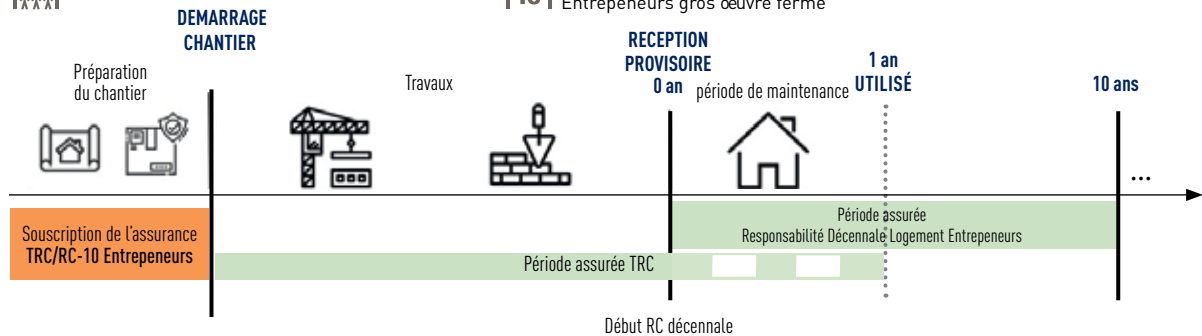 10 Entrepeneurs gros œuvre fermé
DEMARRAGE
CHANTIER
RECEPTION
PROVISOIRE
0 an
1 an
UTILISÉ
10 ans
Préparation
du chantier
Travaux
période de maintenance
...
Souscription de l'assurance
TRC/RC-10 Entrepeneurs
Période assurée
Responsabilité Décennale Logement Entrepeneurs
Période assurée TRC
Début RC décennale